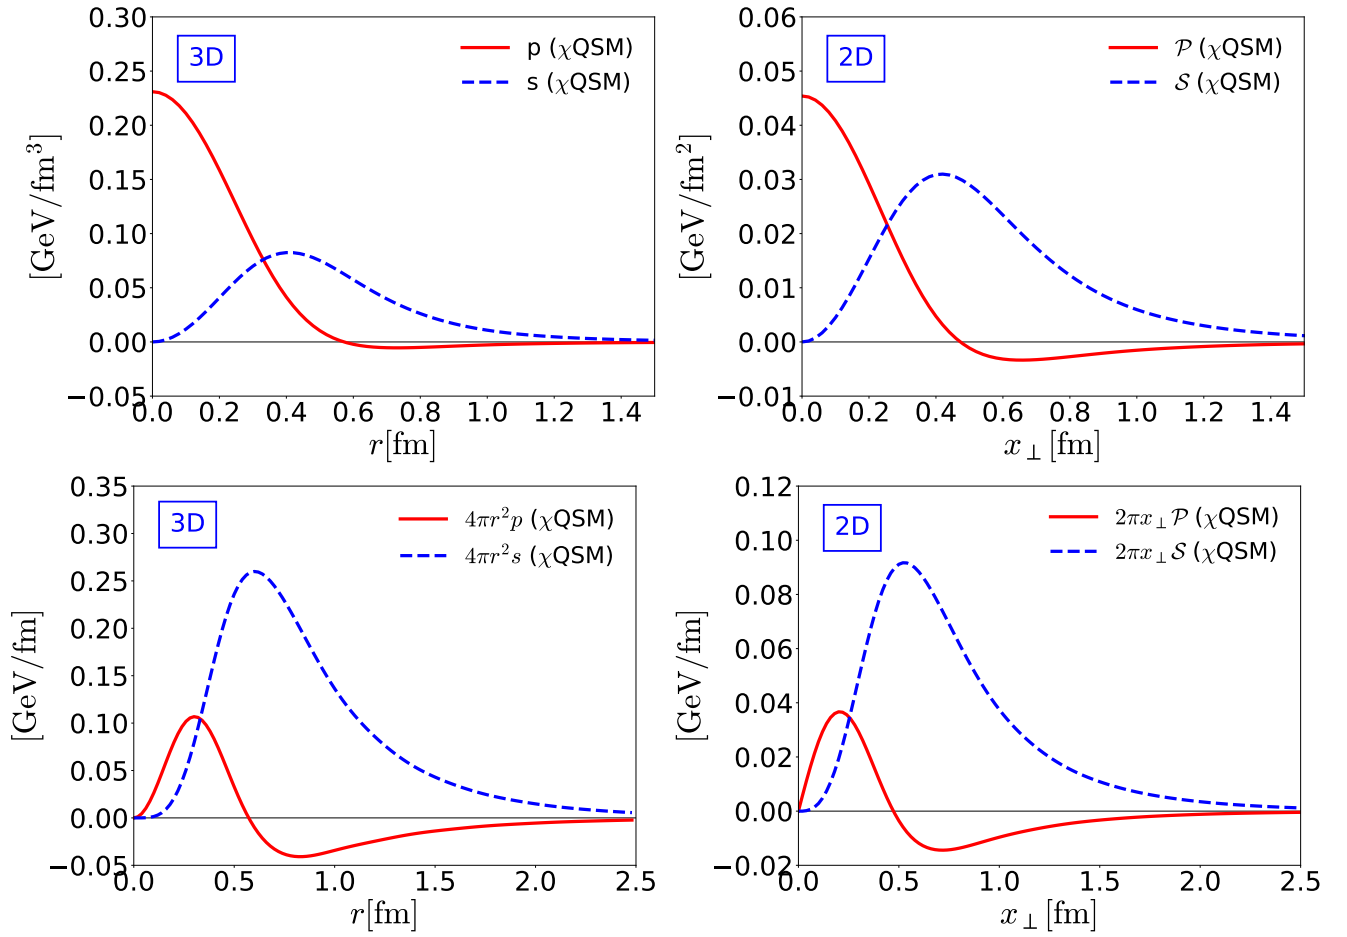 0.30
0.25
0.20
0.15
0.10
0.05
0.00
−0.05
[GeV/fm³]
3D
p (χQSM)
s (χQSM)
0.0 0.2 0.4 0.6 0.8 1.0 1.2 1.4
r[fm]
0.06
0.05
0.04
0.03
0.02
0.01
0.00
−0.01
[GeV/fm²]
2D
𝒫 (χQSM)
𝒮 (χQSM)
0.0 0.2 0.4 0.6 0.8 1.0 1.2 1.4
x⊥[fm]
0.35
0.30
0.25
0.20
0.15
0.10
0.05
0.00
−0.05
[GeV/fm]
3D
4πr²p (χQSM)
4πr²s (χQSM)
0.0 0.5 1.0 1.5 2.0 2.5
r[fm]
0.12
0.10
0.08
0.06
0.04
0.02
0.00
−0.02
[GeV/fm]
2D
2πx⊥𝒫 (χQSM)
2πx⊥𝒮 (χQSM)
0.0 0.5 1.0 1.5 2.0 2.5
x⊥[fm]